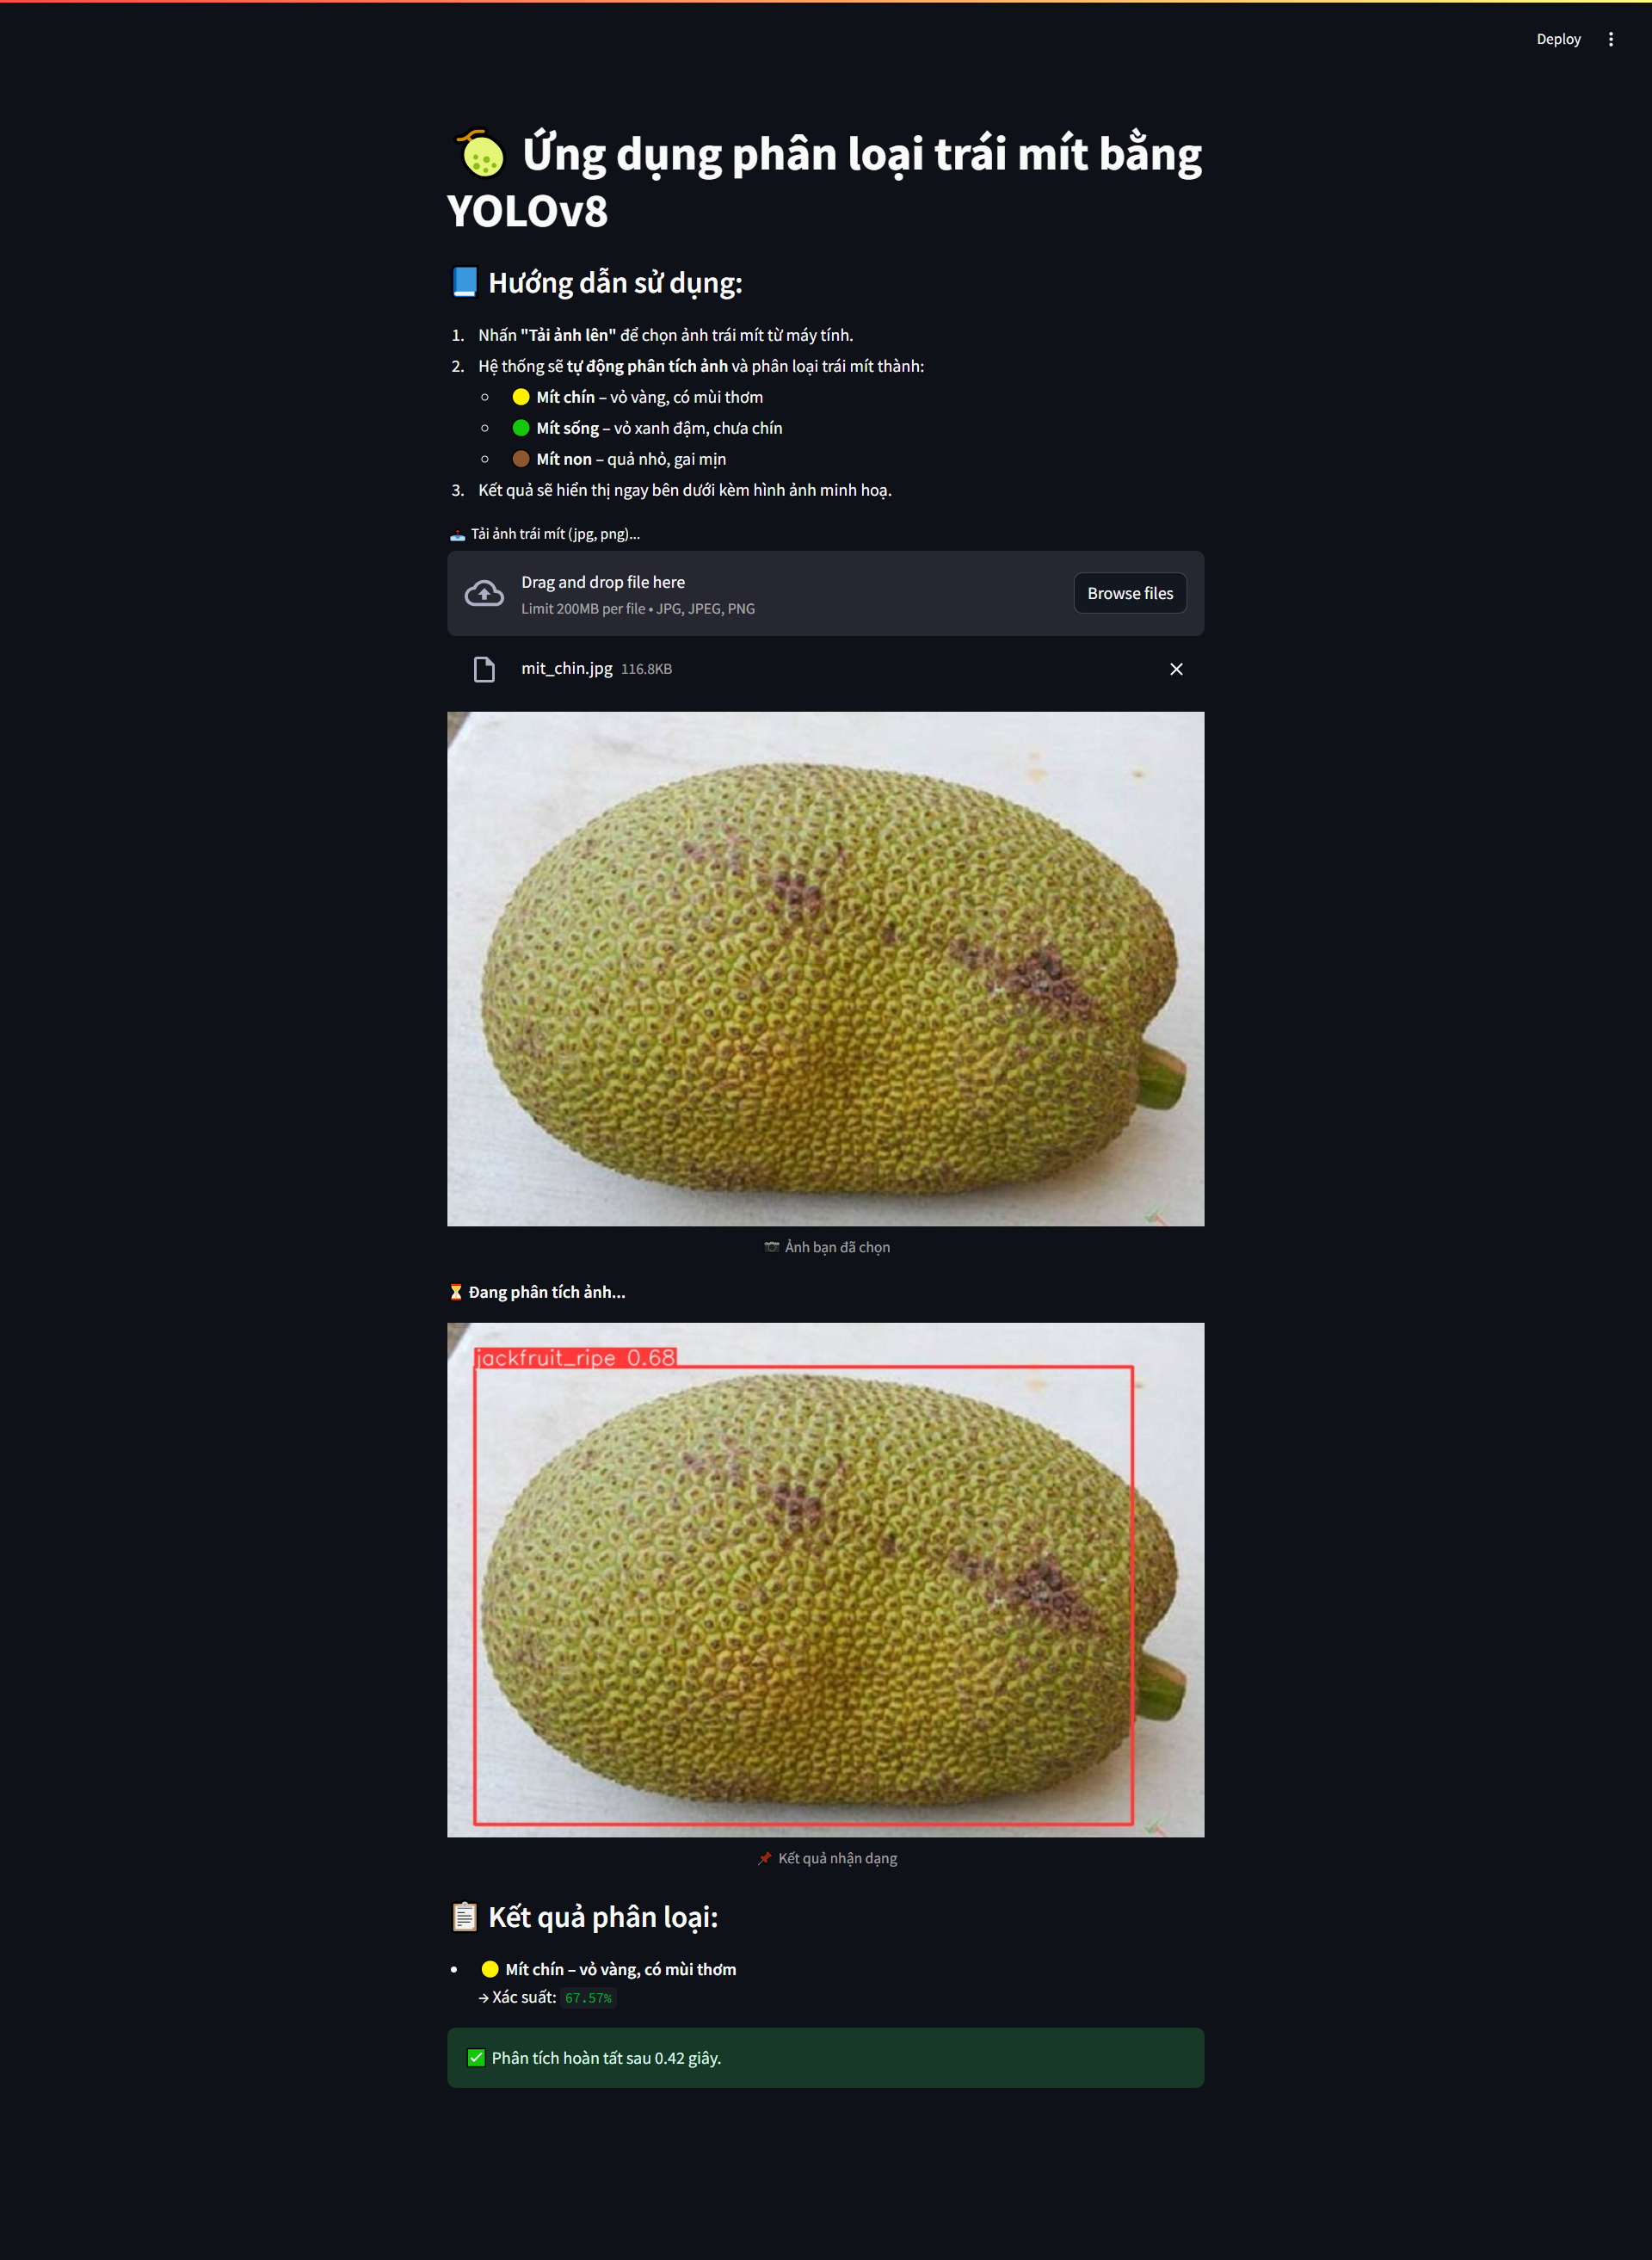 Deploy
Ứng dụng phân loại trái mít bằng
YOLOv8
Hướng dẫn sử dụng:
1. Nhấn "Tải ảnh lên" để chọn ảnh trái mít từ máy tính.
2. Hệ thống sẽ tự động phân tích ảnh và phân loại trái mít thành:
Mít chín – vỏ vàng, có mùi thơm
Mít sống – vỏ xanh đậm, chưa chín
Mít non – quả nhỏ, gai mịn
3. Kết quả sẽ hiển thị ngay bên dưới kèm hình ảnh minh hoạ.
Tải ảnh trái mít (jpg, png)...
Drag and drop file here
Limit 200MB per file • JPG, JPEG, PNG
Browse files
mit_chin.jpg 116.8KB
Ảnh bạn đã chọn
Đang phân tích ảnh...
jackfruit_ripe 0.68
Kết quả nhận dạng
Kết quả phân loại:
Mít chín – vỏ vàng, có mùi thơm
→ Xác suất: 67.57%
Phân tích hoàn tất sau 0.42 giây.